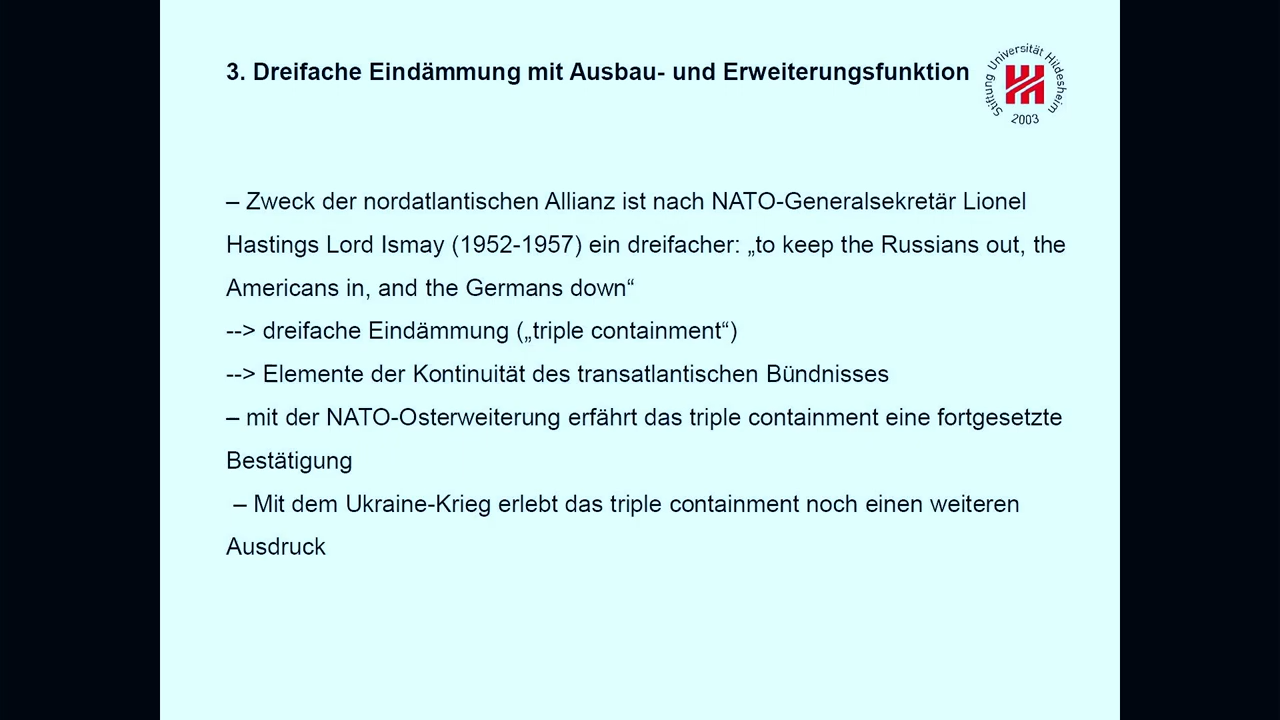 3. Dreifache Eindämmung mit Ausbau- und Erweiterungsfunktion
Stiftung Universität Hildesheim
2003
– Zweck der nordatlantischen Allianz ist nach NATO-Generalsekretär Lionel
Hastings Lord Ismay (1952-1957) ein dreifacher: „to keep the Russians out, the
Americans in, and the Germans down“
--> dreifache Eindämmung („triple containment“)
--> Elemente der Kontinuität des transatlantischen Bündnisses
– mit der NATO-Osterweiterung erfährt das triple containment eine fortgesetzte
Bestätigung
– Mit dem Ukraine-Krieg erlebt das triple containment noch einen weiteren
Ausdruck